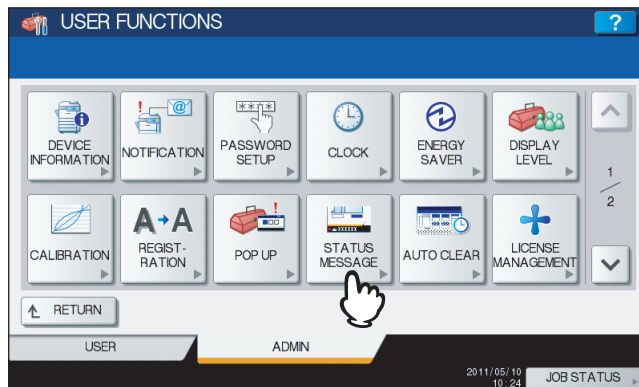 USER FUNCTIONS
?
DEVICE
INFORMATION
NOTIFICATION
PASSWORD
SETUP
CLOCK
ENERGY
SAVER
DISPLAY
LEVEL
1
2
CALIBRATION
A→A
REGIST-
RATION
POP UP
STATUS
MESSAGE
AUTO CLEAR
LICENSE
MANAGEMENT
RETURN
USER
ADMIN
2011/05/10
10:24
JOB STATUS